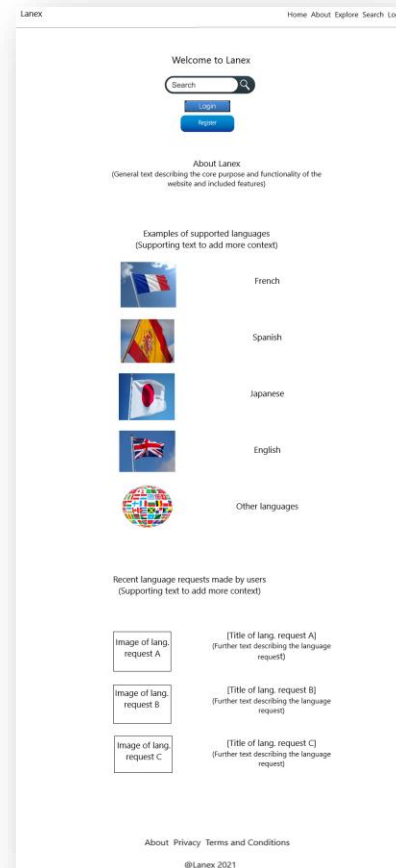 Lanex
Home About Explore Search
Welcome to Lanex
Search
Login
Register
About Lanex
(General text describing the core purpose and functionality of the
website and included features)
Examples of supported languages
(Supporting text to add more context)
French
Spanish
Japanese
English
Other languages
Recent language requests made by users
(Supporting text to add more context)
Image of lang.
request A
[Title of lang. request A]
(Further text describing the language
request)
Image of lang.
request B
[Title of lang. request B]
(Further text describing the language
request)
Image of lang.
request C
[Title of lang. request C]
(Further text describing the language
request)
About Privacy Terms and Conditions
@Lanex 2021